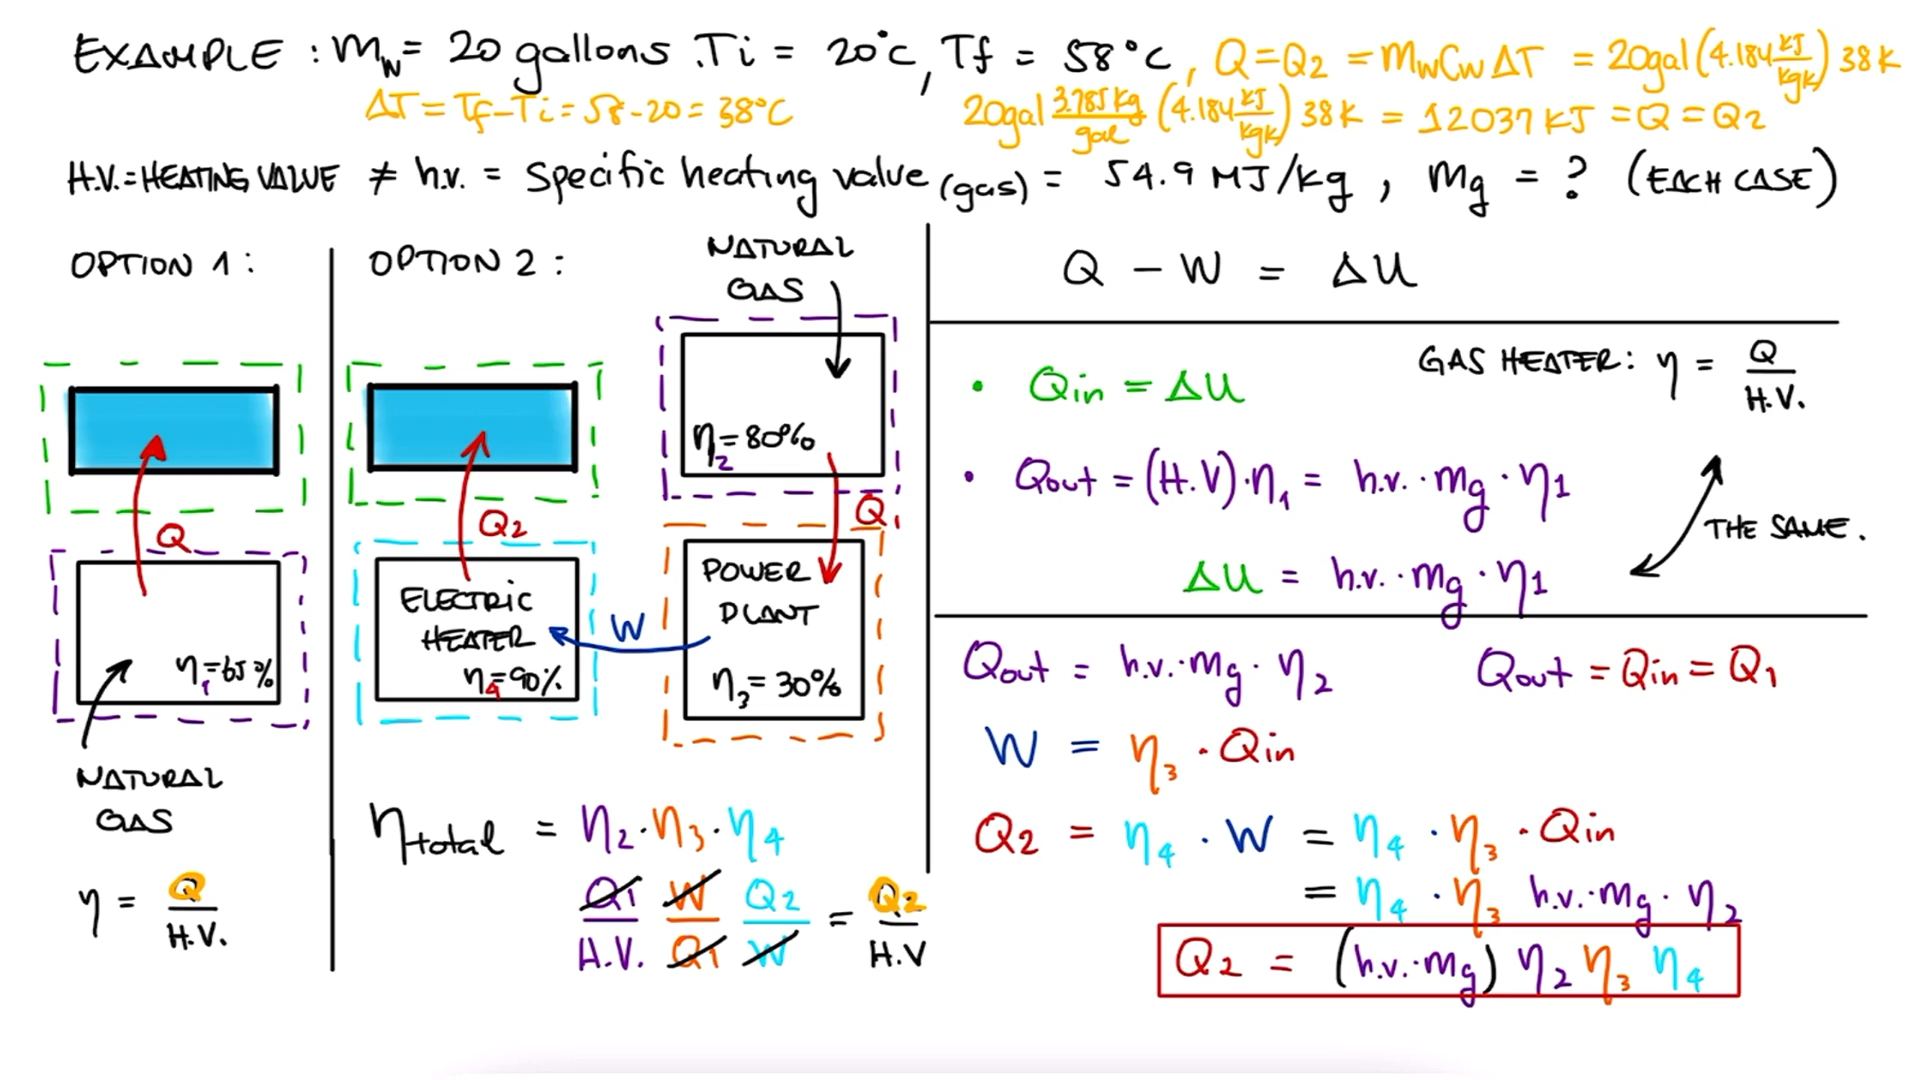 EXAMPLE : mw = 20 gallons . Ti = 20°C, Tf = 58°C, Q = Q2 = mw Cw ΔT = 20gal (4.184 kJ/kgK) 38K
ΔT = Tf - Ti = 58 - 20 = 38°C
20gal 3.785 kg/gal (4.184 kJ/kgK) 38K = 12037 kJ = Q = Q2
H.V. = HEATING VALUE ≠ h.v. = specific heating value (gas) = 54.9 MJ/kg , mg = ? (EACH CASE)
OPTION 1 :
Q
η1 = 65%
NATURAL
GAS
η = Q/H.V.
OPTION 2 :
NATURAL
GAS
η2 = 80%
Q1
Q2
ELECTRIC
HEATER
η4 = 90%
W
POWER
PLANT
η3 = 30%
ηtotal = η2 · η3 · η4
Q1/H.V. W/Q1 Q2/W = Q2/H.V
Q - W = ΔU
GAS HEATER : η = Q/H.V.
• Qin = ΔU
• Qout = (H.V) · η1 = h.v. · mg · η1
THE SAME .
ΔU = h.v. · mg · η1
Qout = h.v. · mg · η2
Qout = Qin = Q1
W = η3 · Qin
Q2 = η4 · W = η4 · η3 · Qin
= η4 · η3 h.v. · mg · η2
Q2 = (h.v. · mg) η2 η3 η4